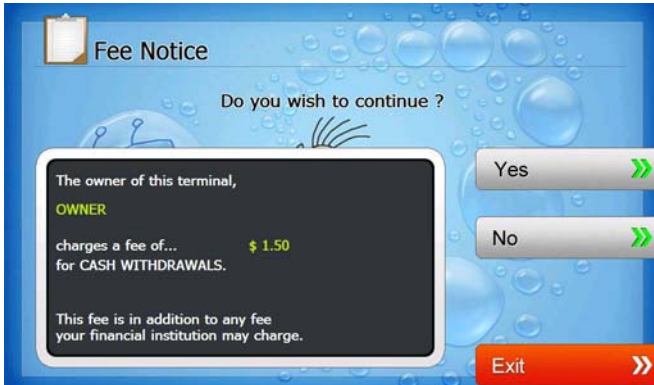 Fee Notice
Do you wish to continue ?
The owner of this terminal,
OWNER
charges a fee of... $ 1.50
for CASH WITHDRAWALS.
This fee is in addition to any fee
your financial institution may charge.
Yes
No
Exit